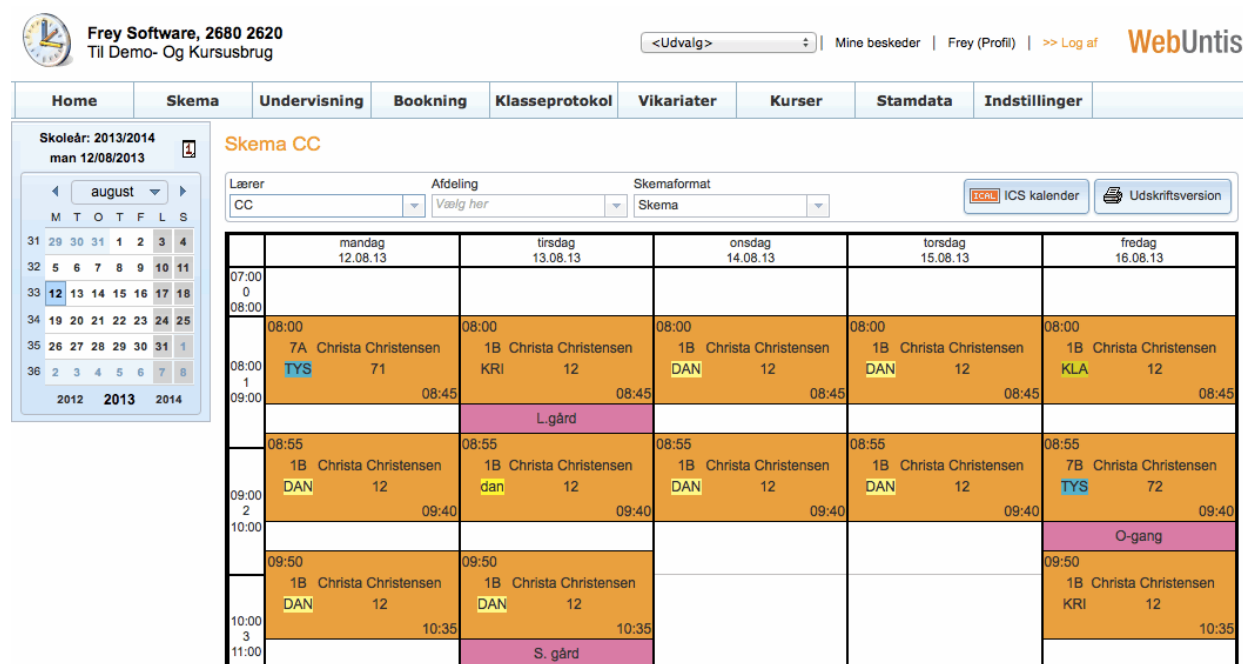 Frey Software, 2680 2620
Til Demo- Og Kursusbrug
<Udvalg> | Mine beskeder | Frey (Profil) | >> Log af WebUntis
Home Skema Undervisning Bookning Klasseprotokol Vikariater Kurser Stamdata Indstillinger
Skoleår: 2013/2014
man 12/08/2013
1
august
M T O T F L S
31 29 30 31 1 2 3 4
32 5 6 7 8 9 10 11
33 12 13 14 15 16 17 18
34 19 20 21 22 23 24 25
35 26 27 28 29 30 31 1
36 2 3 4 5 6 7 8
2012 2013 2014
Skema CC
Lærer Afdeling Skemaformat
CC Vælg her Skema ICAL ICS kalender Udskriftsversion
mandag tirsdag onsdag torsdag fredag
12.08.13 13.08.13 14.08.13 15.08.13 16.08.13
07:00
0
08:00
08:00 08:00 08:00 08:00 08:00
7A Christa Christensen 1B Christa Christensen 1B Christa Christensen 1B Christa Christensen 1B Christa Christensen
08:00 TYS 71 KRI 12 DAN 12 DAN 12 KLA 12
1
09:00 08:45 08:45 08:45 08:45 08:45
L.gård
08:55 08:55 08:55 08:55 08:55
1B Christa Christensen 1B Christa Christensen 1B Christa Christensen 1B Christa Christensen 7B Christa Christensen
09:00 DAN 12 dan 12 DAN 12 DAN 12 TYS 72
2 09:40 09:40 09:40 09:40 09:40
10:00
O-gang
09:50 09:50 09:50
1B Christa Christensen 1B Christa Christensen 1B Christa Christensen
DAN 12 DAN 12 KRI 12
10:00 10:35 10:35 10:35
3
11:00 S. gård